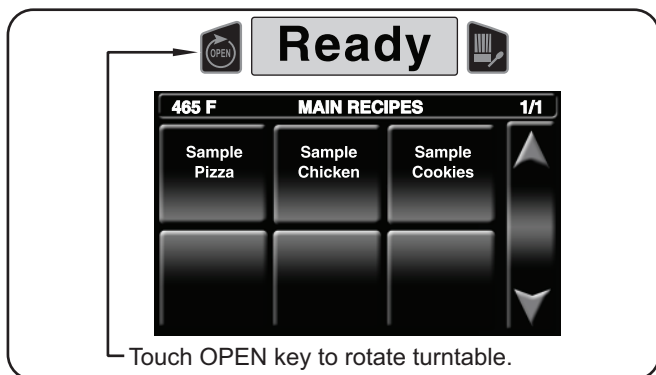 OPEN
Ready
465 F MAIN RECIPES 1/1
Sample Pizza
Sample Chicken
Sample Cookies
Touch OPEN key to rotate turntable.